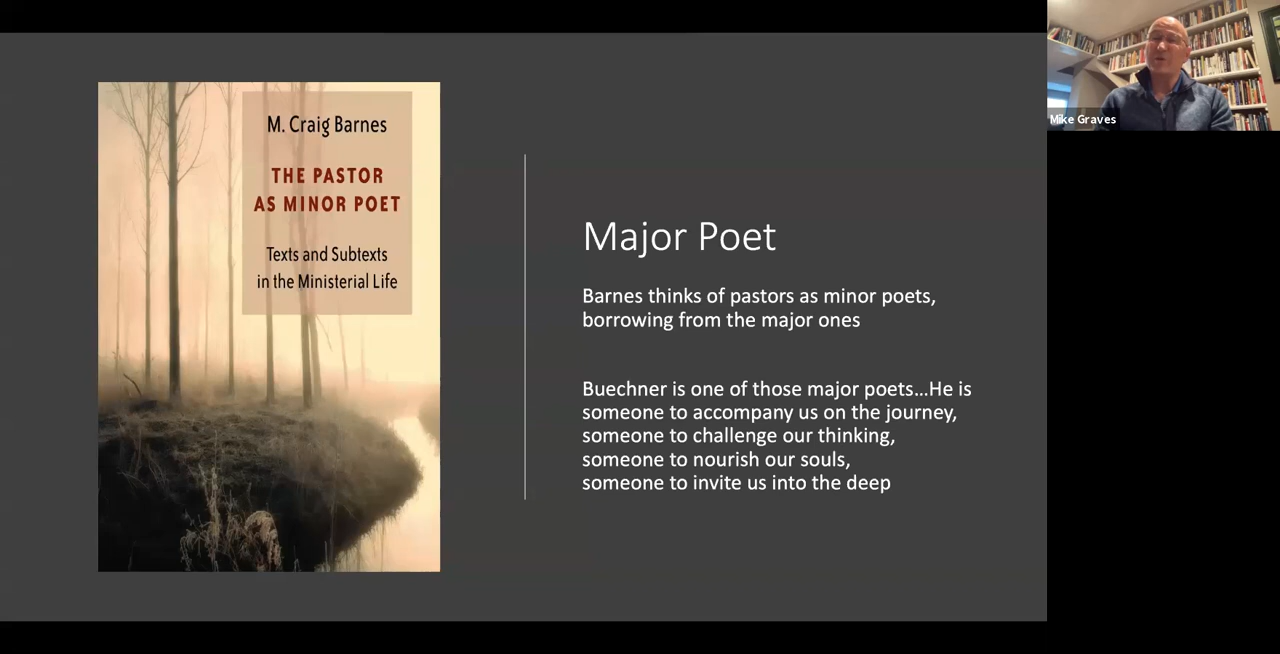 M. Craig Barnes
THE PASTOR
AS MINOR POET
Texts and Subtexts
in the Ministerial Life
Major Poet
Barnes thinks of pastors as minor poets,
borrowing from the major ones
Buechner is one of those major poets...He is
someone to accompany us on the journey,
someone to challenge our thinking,
someone to nourish our souls,
someone to invite us into the deep
Mike Graves